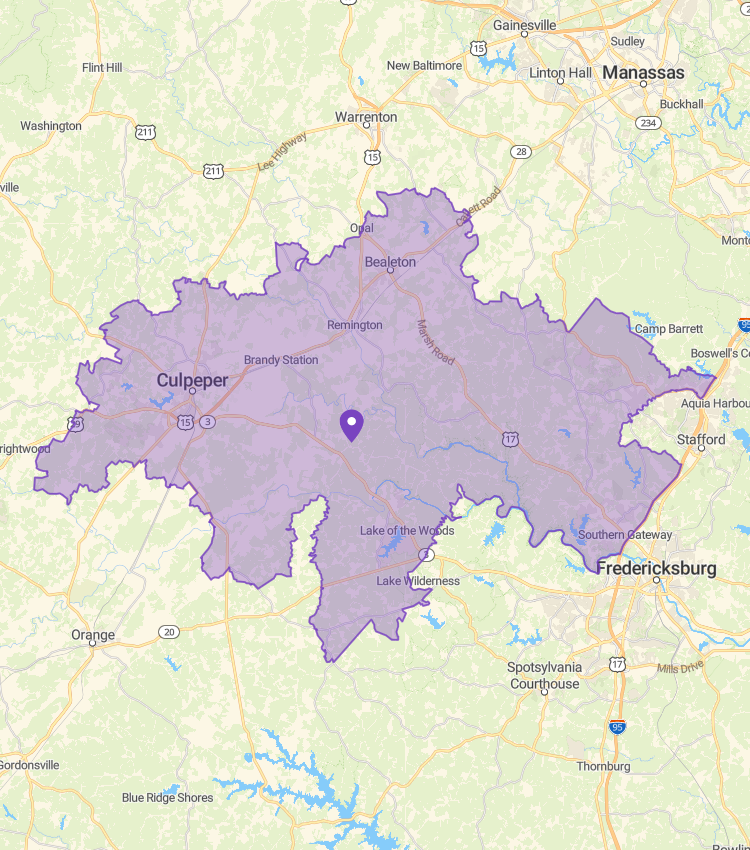 Gainesville
Sudley
15
Flint Hill
New Baltimore
Linton Hall
Manassas
Buckhall
Warrenton
234
Washington
211
28
Lee Highway
15
211
ville
Catlett Road
Opal
Mont
Bealeton
Remington
Marsh Road
Camp Barrett
95
Brandy Station
Boswell's Co
Culpeper
Aquia Harbou
15
3
29
17
Stafford
rightwood
Lake of the Woods
Southern Gateway
3
Fredericksburg
Lake Wilderness
Orange
20
Spotsylvania
Courthouse
17
Mills Drive
95
Gordonsville
Thornburg
Blue Ridge Shores